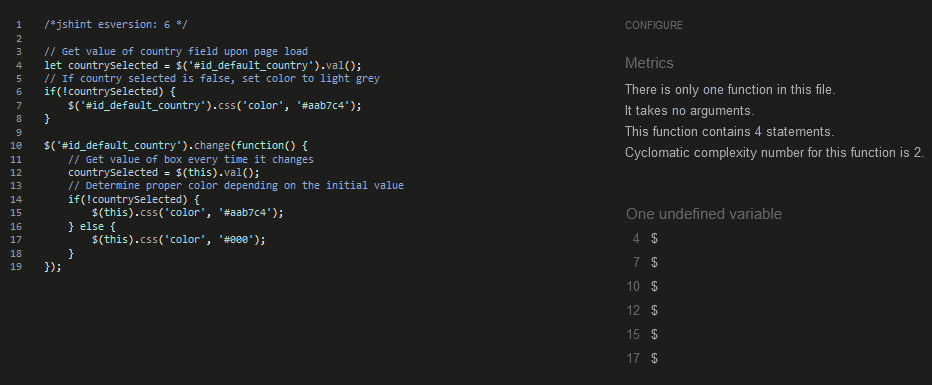 1 /*jshint esversion: 6 */
2
3 // Get value of country field upon page load
4 let countrySelected = $('#id_default_country').val();
5 // If country selected is false, set color to light grey
6 if(!countrySelected) {
7 $('#id_default_country').css('color', '#aab7c4');
8 }
9
10 $('#id_default_country').change(function() {
11 // Get value of box every time it changes
12 countrySelected = $(this).val();
13 // Determine proper color depending on the initial value
14 if(!countrySelected) {
15 $(this).css('color', '#aab7c4');
16 } else {
17 $(this).css('color', '#000');
18 }
19 });
CONFIGURE
Metrics
There is only one function in this file.
It takes no arguments.
This function contains 4 statements.
Cyclomatic complexity number for this function is 2.
One undefined variable
4 $
7 $
10 $
12 $
15 $
17 $